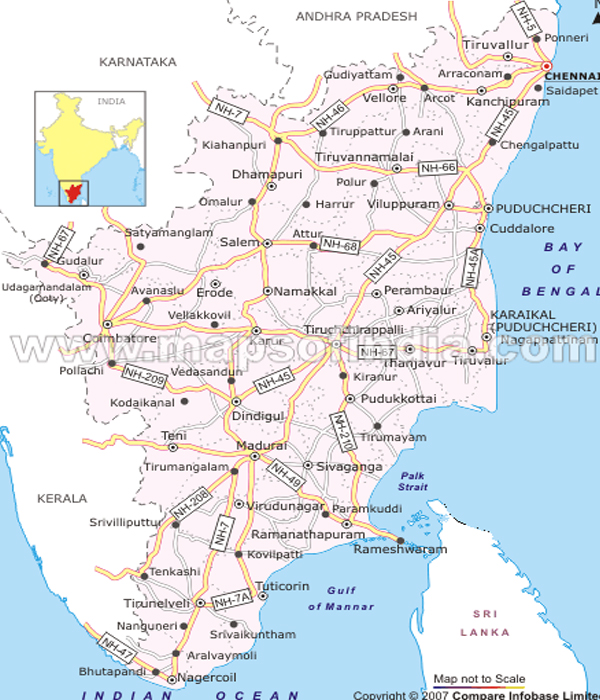 ANDHRA PRADESH
NH-5
Ponneri
Tiruvallur
KARNATAKA
Gudiyattam
Arraconam
CHENNAI
Saidapet
Vellore
Arcot
Kanchipuram
INDIA
NH-7
NH-46
NH-45
Tiruppattur
Arani
Kiahanpuri
Chengalpattu
Tiruvannamalai
NH-66
Dhamapuri
Polur
Omalur
Harrur
Viluppuram
PUDUCHCHERI
Cuddalore
Satyamanglam
Attur
Salem
NH-68
NH-67
Gudalur
NH-45
NH-45A
BAY
OF
BENGAL
Udagamandalam
(Ooty)
Avanaslu
Erode
Namakkal
Perambaur
Ariyalur
Vellakkovil
KARAIKAL
(PUDUCHCHERI)
Coimbatore
Karur
Tiruchchirappalli
Nagappattinam
www.mapsofindia.com
NH-67
Pollachi
NH-209
Vedasandun
NH-45
Thanjavur
Tiruvalur
Kiranur
Kodaikanal
Dindigul
Pudukkottai
NH-210
Teni
Tirumayam
Madurai
Tirumangalam
NH-49
Sivaganga
Palk
Strait
KERALA
NH-208
Virudunagar
Paramkuddi
Srivilliputtur
NH-7
Ramanathapuram
Rameshwaram
Kovilpatti
Tenkashi
Tuticorin
Gulf
of Mannar
Tirunelveli
NH-7A
SRI
LANKA
Nanguneri
Srivaikuntham
NH-47
Aralvaymoli
Bhutapandi
Nagercoil
Map not to Scale
INDIAN OCEAN
Copyright © 2007 Compare Infobase Limite